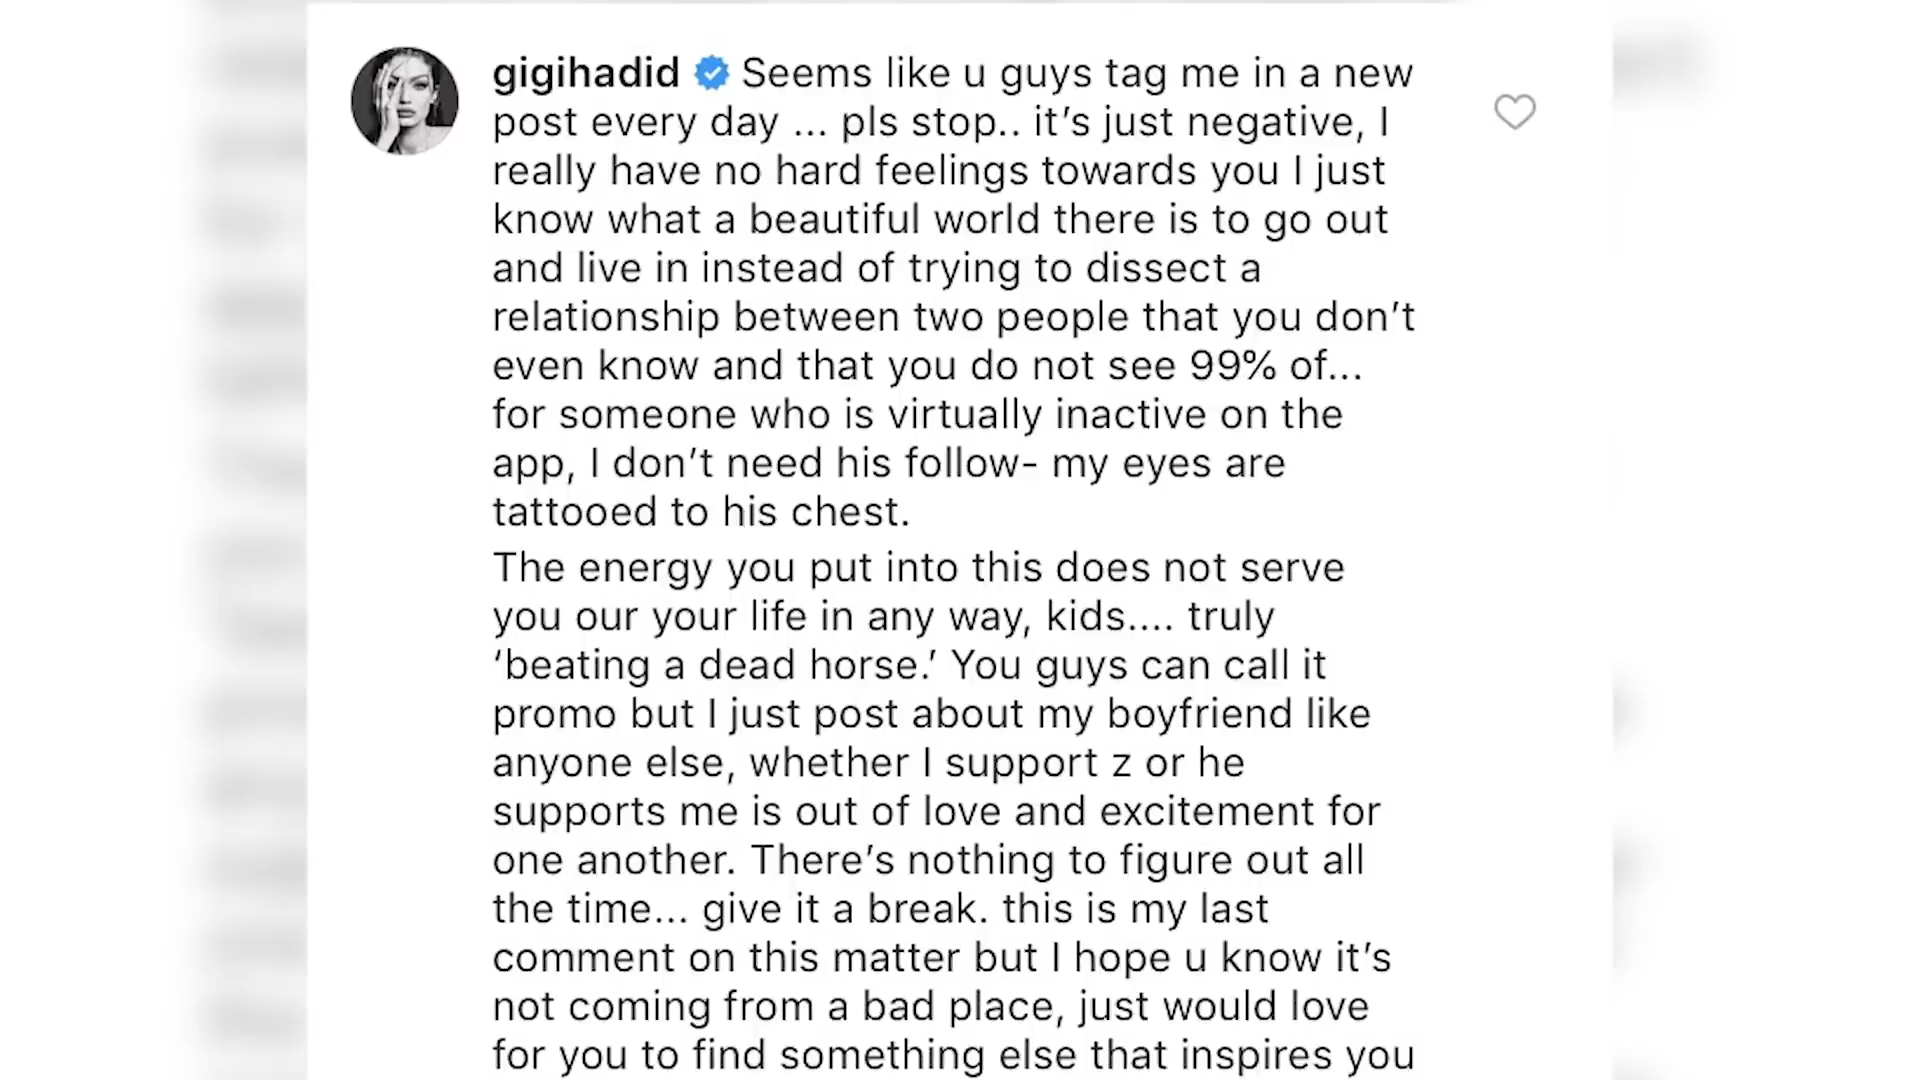 gigihadid Seems like u guys tag me in a new
post every day ... pls stop.. it’s just negative, I
really have no hard feelings towards you I just
know what a beautiful world there is to go out
and live in instead of trying to dissect a
relationship between two people that you don’t
even know and that you do not see 99% of...
for someone who is virtually inactive on the
app, I don’t need his follow- my eyes are
tattooed to his chest.
The energy you put into this does not serve
you our your life in any way, kids.... truly
‘beating a dead horse.’ You guys can call it
promo but I just post about my boyfriend like
anyone else, whether I support z or he
supports me is out of love and excitement for
one another. There’s nothing to figure out all
the time... give it a break. this is my last
comment on this matter but I hope u know it’s
not coming from a bad place, just would love
for you to find something else that inspires you